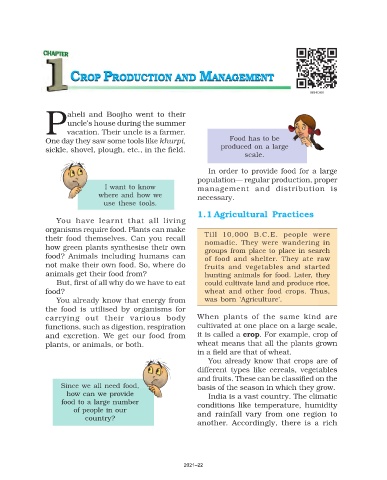 CHAPTER
1
CROP PRODUCTION AND MANAGEMENT
Paheli and Boojho went to their
uncle's house during the summer
vacation. Their uncle is a farmer.
One day they saw some tools like khurpi,
sickle, shovel, plough, etc., in the field.
I want to know
where and how we
use these tools.
You have learnt that all living
organisms require food. Plants can make
their food themselves. Can you recall
how green plants synthesise their own
food? Animals including humans can
not make their own food. So, where do
animals get their food from?
But, first of all why do we have to eat
food?
You already know that energy from
the food is utilised by organisms for
carrying out their various body
functions, such as digestion, respiration
and excretion. We get our food from
plants, or animals, or both.
Since we all need food,
how can we provide
food to a large number
of people in our
country?
Food has to be
produced on a large
scale.
In order to provide food for a large
population— regular production, proper
management and distribution is
necessary.
1.1 Agricultural Practices
Till 10,000 B.C.E. people were
nomadic. They were wandering in
groups from place to place in search
of food and shelter. They ate raw
fruits and vegetables and started
hunting animals for food. Later, they
could cultivate land and produce rice,
wheat and other food crops. Thus,
was born 'Agriculture'.
When plants of the same kind are
cultivated at one place on a large scale,
it is called a crop. For example, crop of
wheat means that all the plants grown
in a field are that of wheat.
You already know that crops are of
different types like cereals, vegetables
and fruits. These can be classified on the
basis of the season in which they grow.
India is a vast country. The climatic
conditions like temperature, humidity
and rainfall vary from one region to
another. Accordingly, there is a rich
2021–22